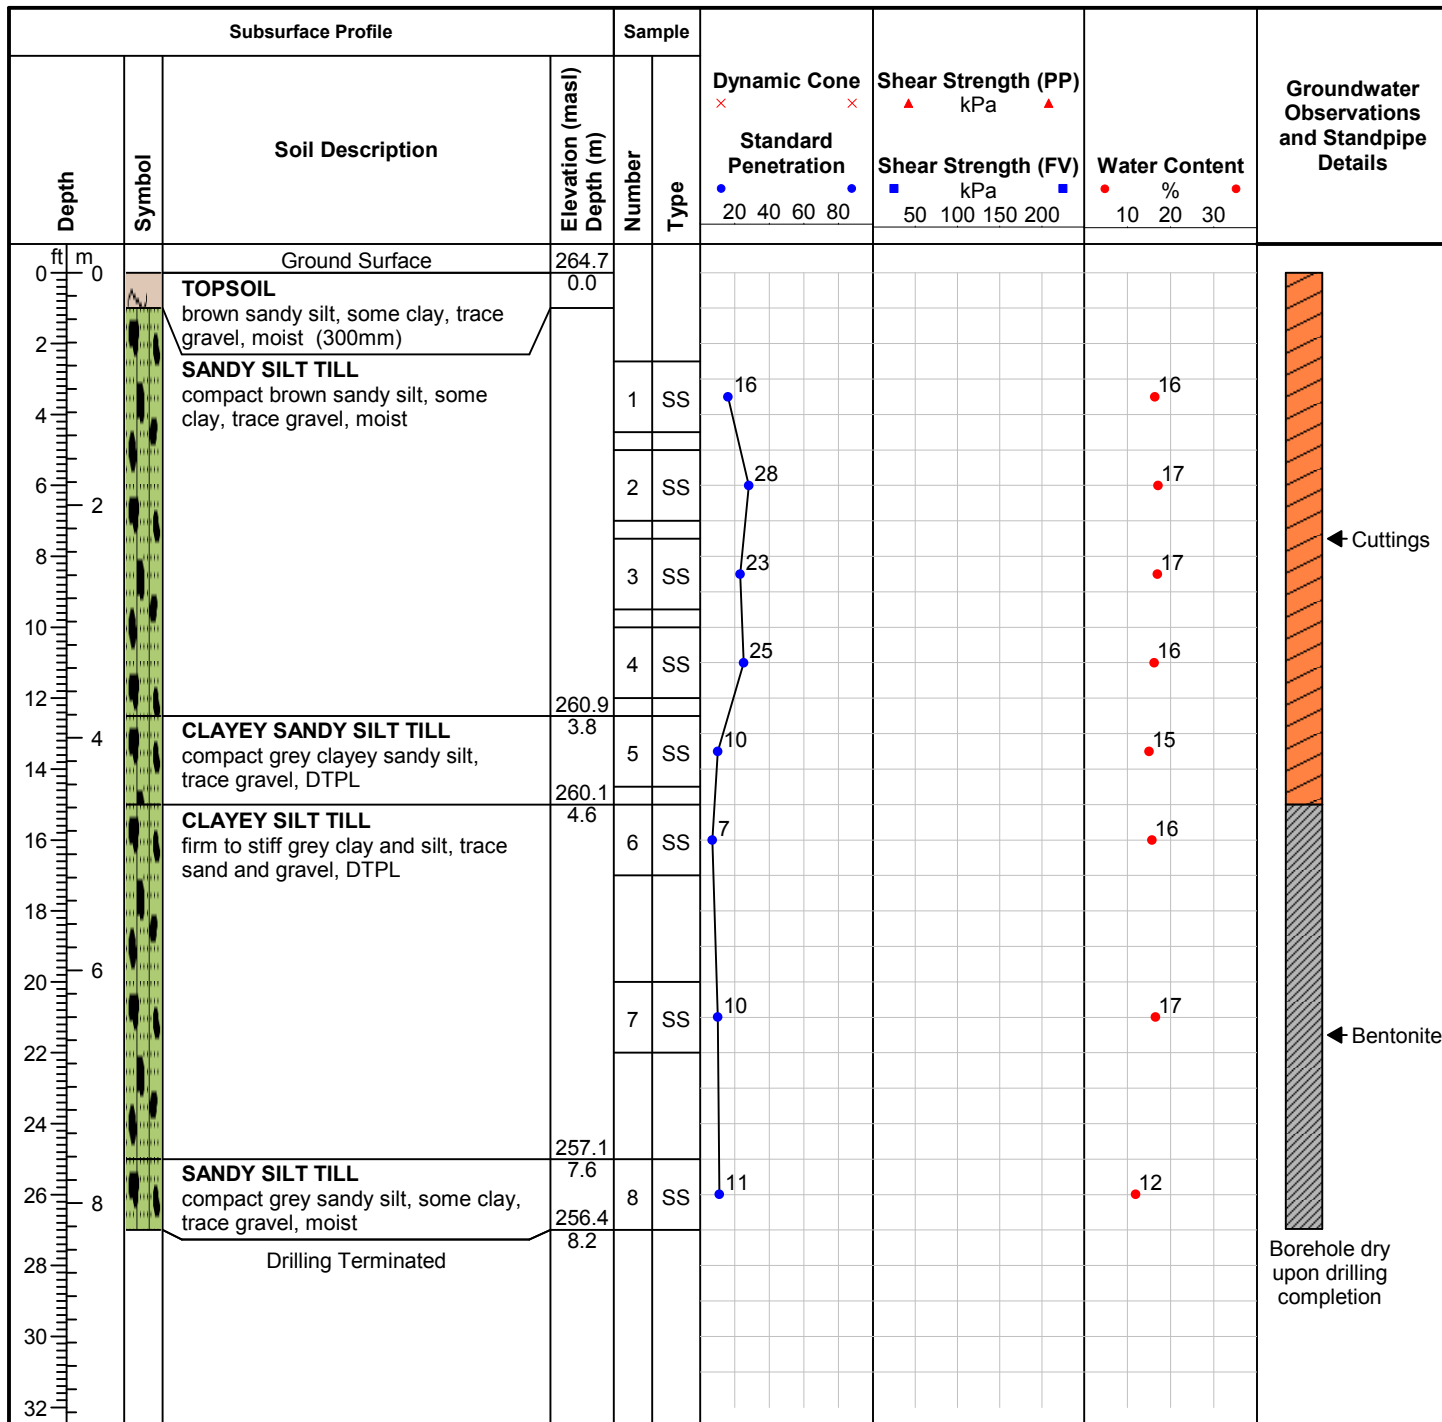 Subsurface Profile
Sample
Depth
Symbol
Soil Description
Elevation (masl)
Depth (m)
Number
Type
Dynamic Cone
Standard
Penetration
20 40 60 80
Shear Strength (PP)
kPa
Shear Strength (FV)
kPa
50 100 150 200
Water Content
%
10 20 30
Groundwater
Observations
and Standpipe
Details
ft m
Ground Surface
264.7
0 0
0.0
TOPSOIL
brown sandy silt, some clay, trace
gravel, moist (300mm)
2
SANDY SILT TILL
compact brown sandy silt, some
clay, trace gravel, moist
1 SS 16 16
4
2 SS 28 17
6
2
Cuttings
8
3 SS 23 17
10
4 SS 25 16
12
260.9
3.8
CLAYEY SANDY SILT TILL
compact grey clayey sandy silt,
trace gravel, DTPL
4
5 SS 10 15
14
260.1
4.6
CLAYEY SILT TILL
firm to stiff grey clay and silt, trace
sand and gravel, DTPL
6 SS 7 16
16
18
6
20
7 SS 10 17
Bentonite
22
24
257.1
7.6
SANDY SILT TILL
compact grey sandy silt, some clay,
trace gravel, moist
26
8
8 SS 11 12
256.4
8.2
Drilling Terminated
Borehole dry
upon drilling
completion
28
30
32